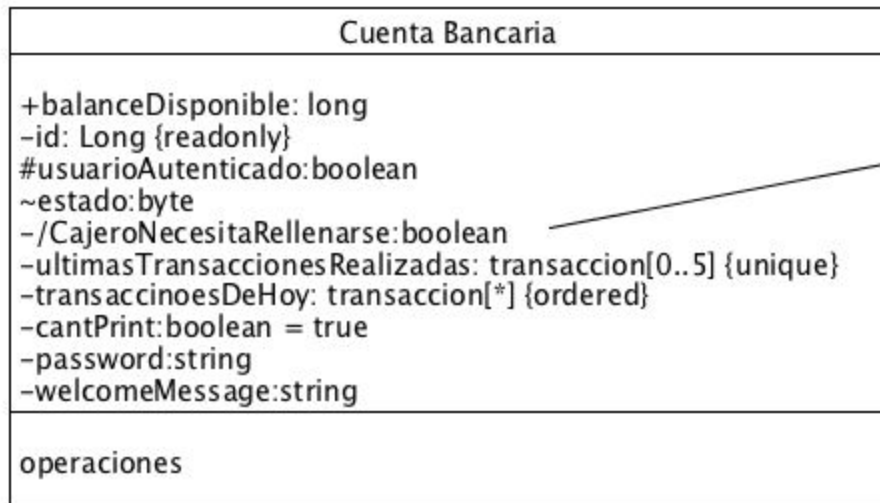 Cuenta Bancaria
+balanceDisponible: long
-id: Long {readonly}
#usuarioAutenticado:boolean
~estado:byte
-/CajeroNecesitaRellenarse:boolean
-ultimasTransaccionesRealizadas: transaccion[0..5] {unique}
-transaccinoesDeHoy: transaccion[*] {ordered}
-cantPrint:boolean = true
-password:string
-welcomeMessage:string
operaciones